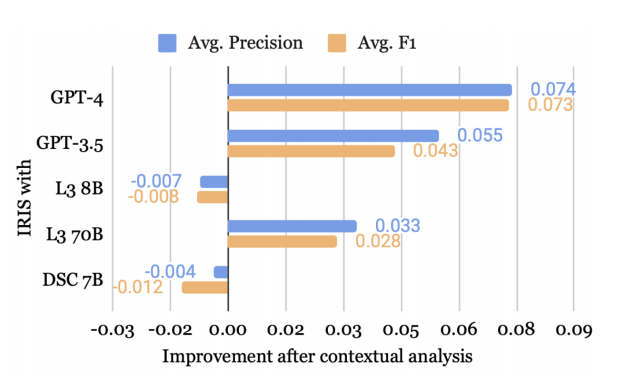 Avg. Precision Avg. F1
IRIS with
GPT-4 0.074
0.073
GPT-3.5 0.055
0.043
L3 8B -0.007
-0.008
L3 70B 0.033
0.028
DSC 7B -0.004
-0.012
-0.03 -0.02 0.00 0.02 0.03 0.05 0.06 0.08 0.09
Improvement after contextual analysis